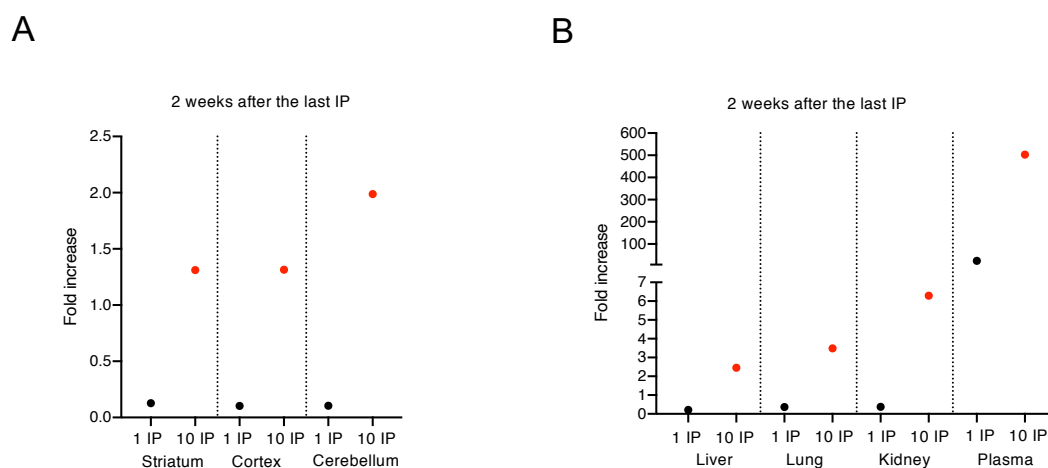 A
2 weeks after the last IP
Fold increase
2.5
2.0
1.5
1.0
0.5
0.0
1 IP 10 IP 1 IP 10 IP 1 IP 10 IP
Striatum Cortex Cerebellum
B
2 weeks after the last IP
Fold increase
600
500
400
300
200
100
7
6
5
4
3
2
1
0
1 IP 10 IP 1 IP 10 IP 1 IP 10 IP 1 IP 10 IP
Liver Lung Kidney Plasma